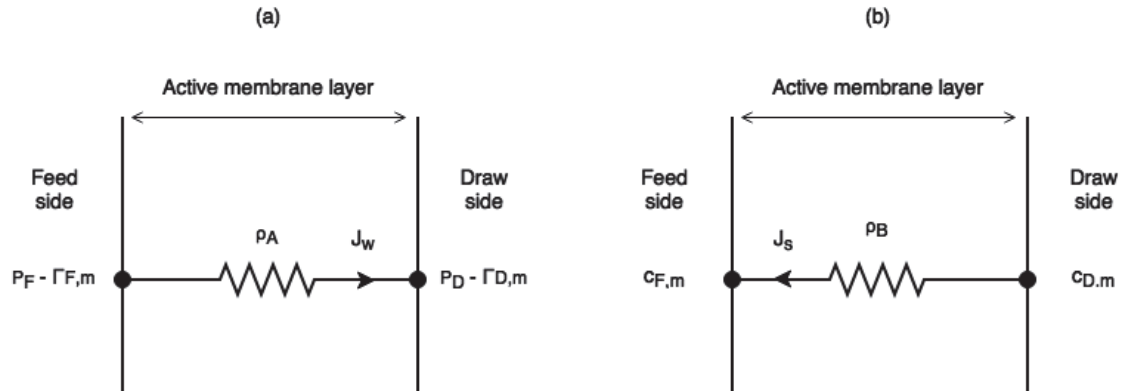 (a)
Active membrane layer
Feed
side
Draw
side
ρA
Jw
PF - ΓF,m
PD - ΓD,m
(b)
Active membrane layer
Feed
side
Draw
side
Js
ρB
cF,m
cD.m